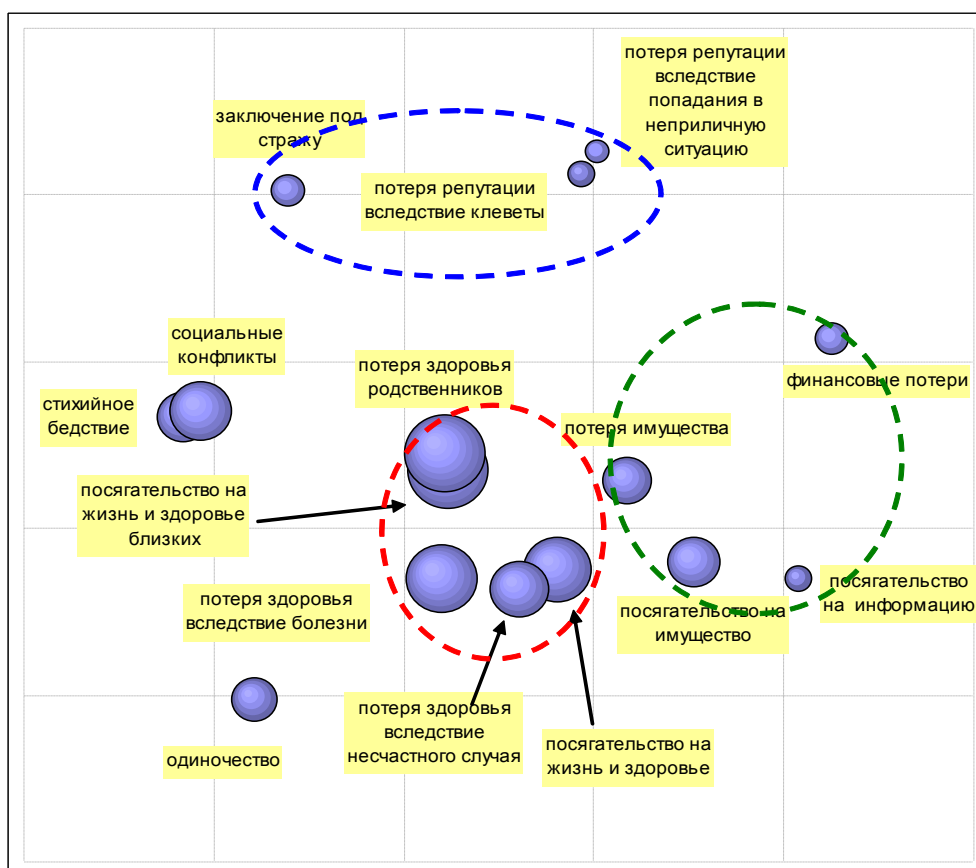 потеря репутации
вследствие
попадания в
неприличную
ситуацию
заключение под
стражу
потеря репутации
вследствие клеветы
социальные
конфликты
стихийное
бедствие
потеря здоровья
родственников
финансовые потери
потеря имущества
посягательство на
жизнь и здоровье
близких
потеря здоровья
вследствие болезни
посягательство на
имущество
посягательство
на информацию
одиночество
потеря здоровья
вследствие
несчастного случая
посягательство на
жизнь и здоровье